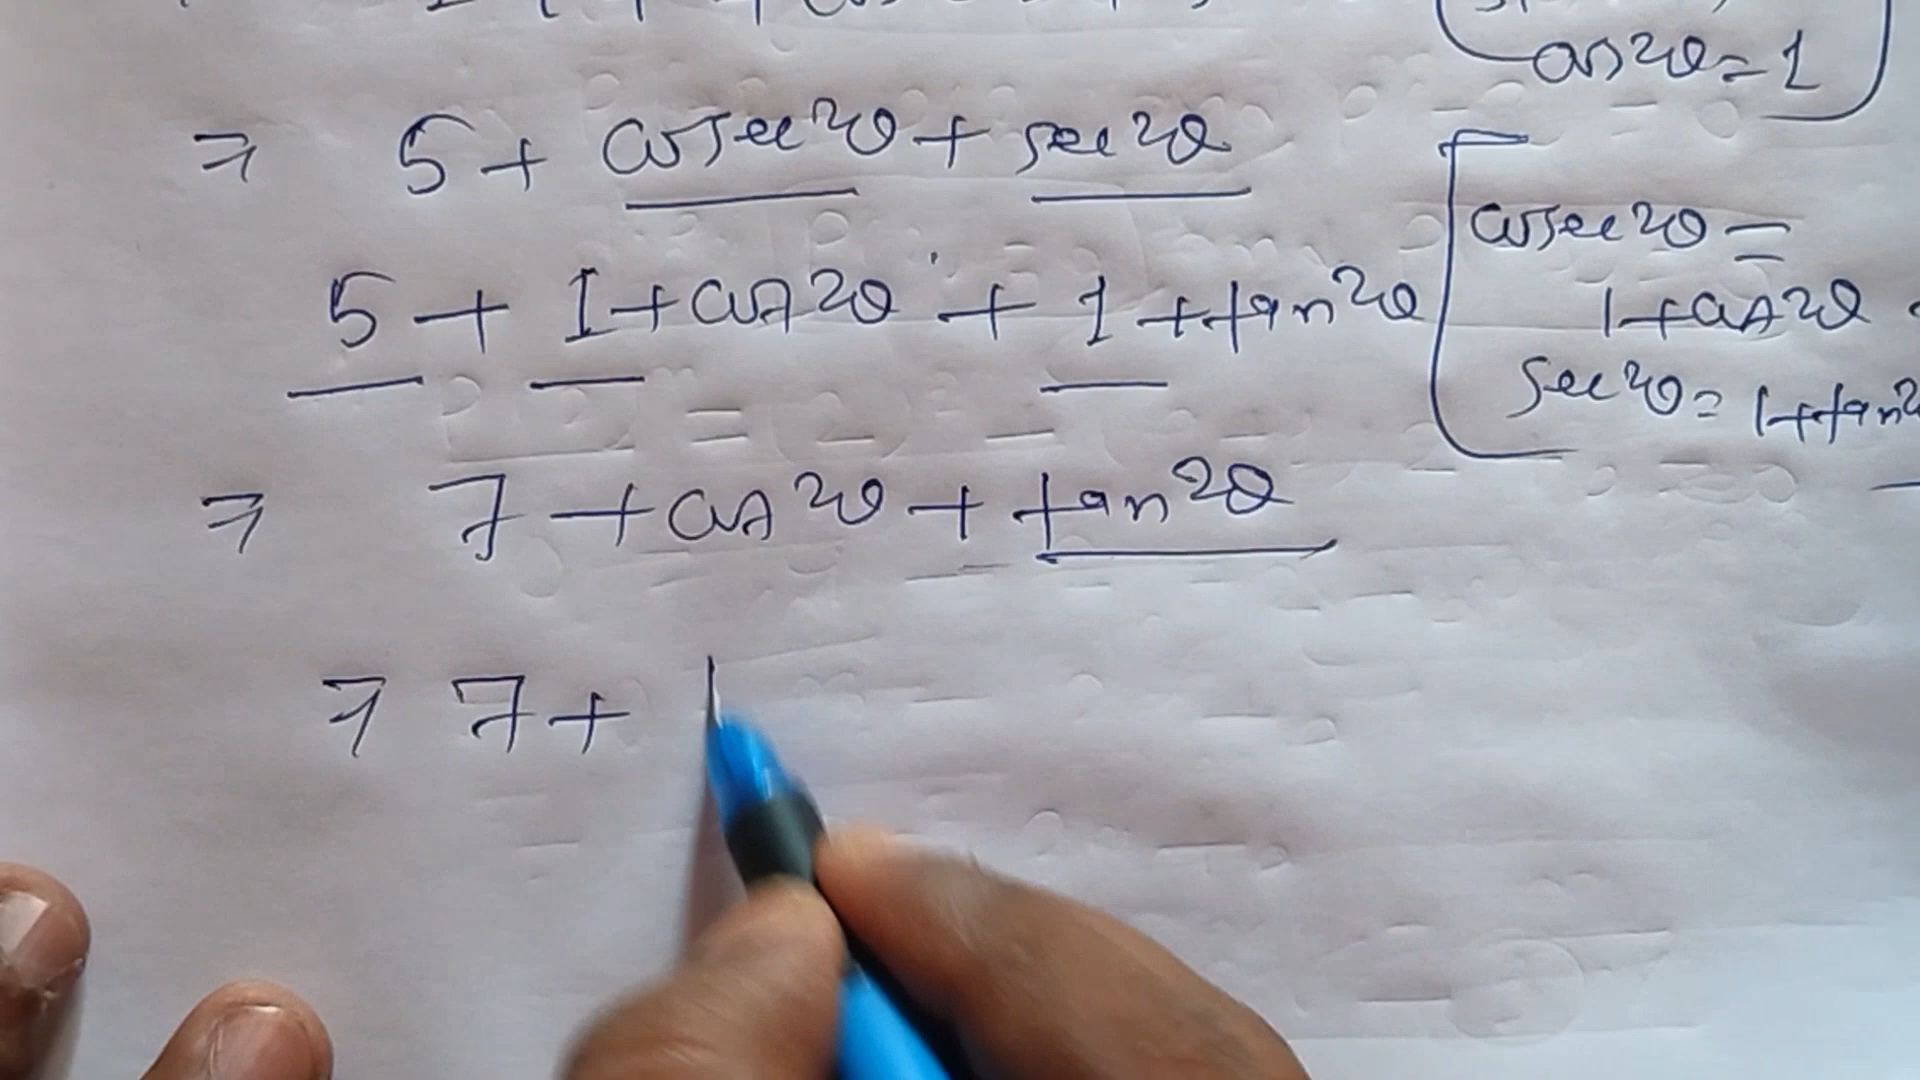 cos²θ=1
⇒ 5 + cosec²θ + sec²θ
5 + 1 + cot²θ + 1 + tan²θ
⇒ 7 + cot²θ + tan²θ
⇒ 7 +
cosec²θ =
1 + cot²θ
sec²θ = 1 + tan²